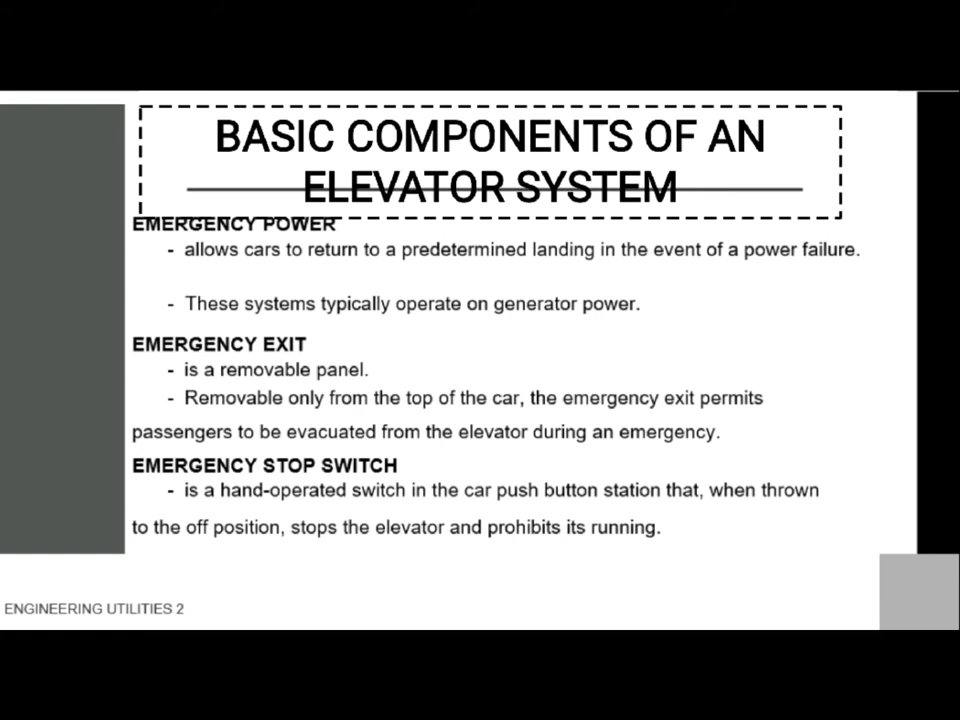 BASIC COMPONENTS OF AN
ELEVATOR SYSTEM
EMERGENCY POWER
- allows cars to return to a predetermined landing in the event of a power failure.
- These systems typically operate on generator power.
EMERGENCY EXIT
- is a removable panel.
- Removable only from the top of the car, the emergency exit permits
passengers to be evacuated from the elevator during an emergency.
EMERGENCY STOP SWITCH
- is a hand-operated switch in the car push button station that, when thrown
to the off position, stops the elevator and prohibits its running.
ENGINEERING UTILITIES 2